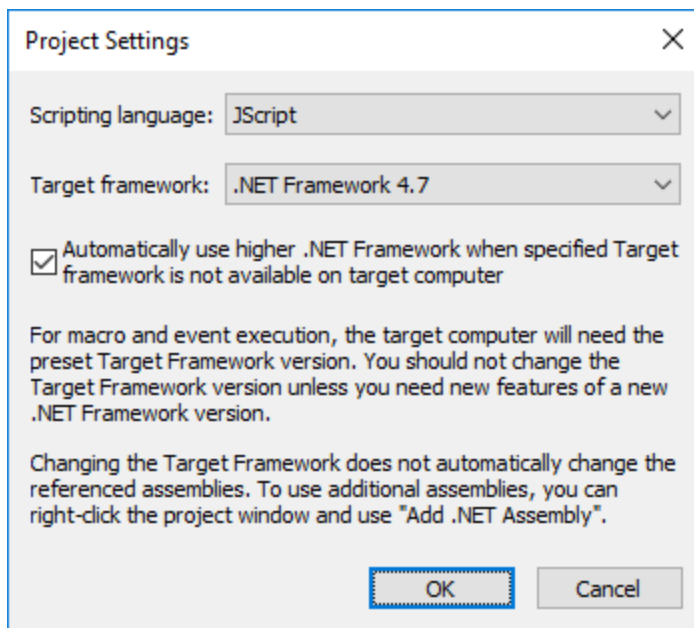 Project Settings
Scripting language: JScript
Target framework: .NET Framework 4.7
Automatically use higher .NET Framework when specified Target
framework is not available on target computer
For macro and event execution, the target computer will need the
preset Target Framework version. You should not change the
Target Framework version unless you need new features of a new
.NET Framework version.
Changing the Target Framework does not automatically change the
referenced assemblies. To use additional assemblies, you can
right-click the project window and use "Add .NET Assembly".
OK Cancel